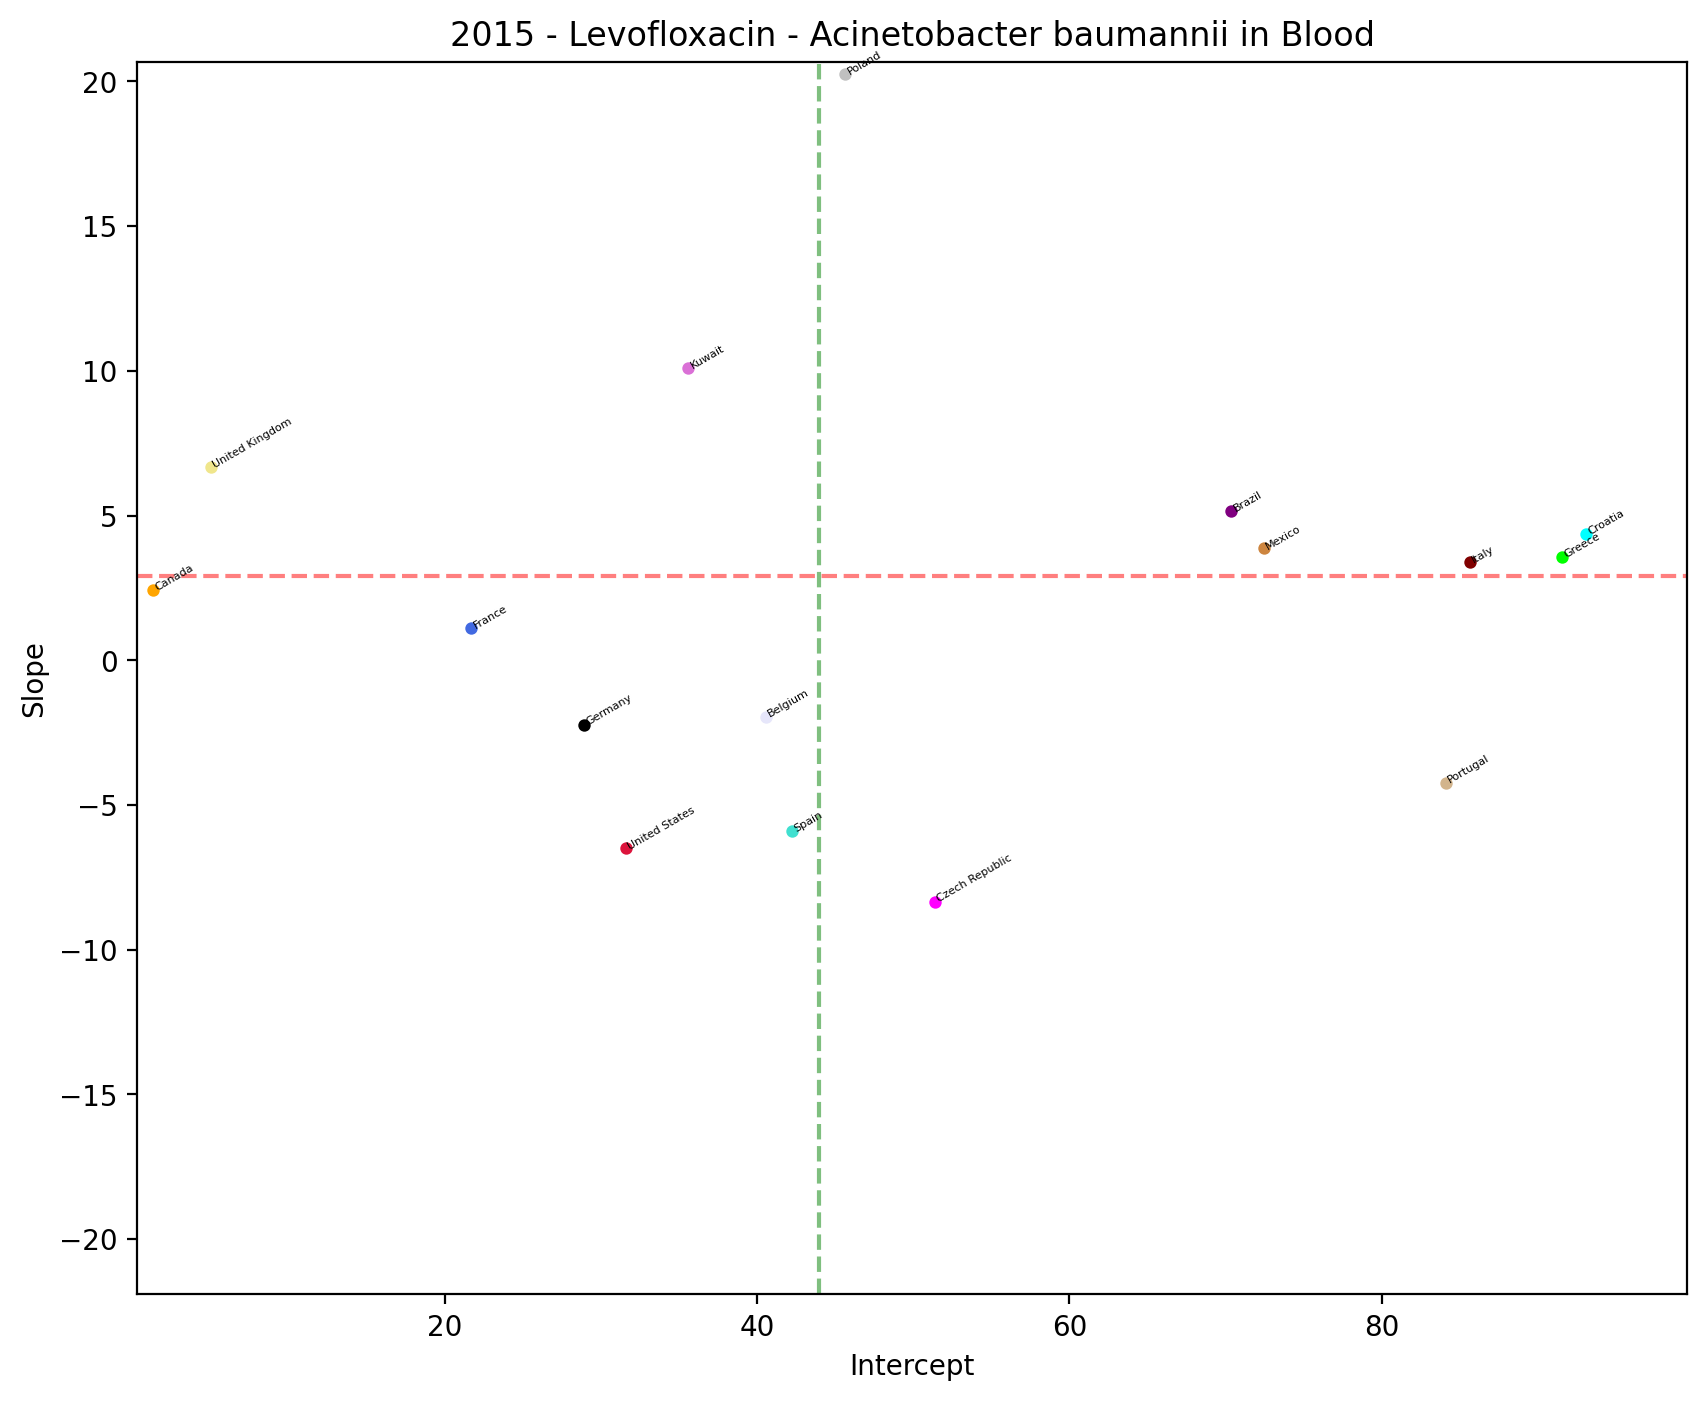 2015 - Levofloxacin - Acinetobacter baumannii in Blood
Poland
Kuwait
United Kingdom
Brazil
Mexico
Croatia
Greece
Italy
Canada
France
Germany
Belgium
Portugal
United States
Spain
Czech Republic
20
15
10
5
0
−5
−10
−15
−20
Slope
20
40
60
80
Intercept